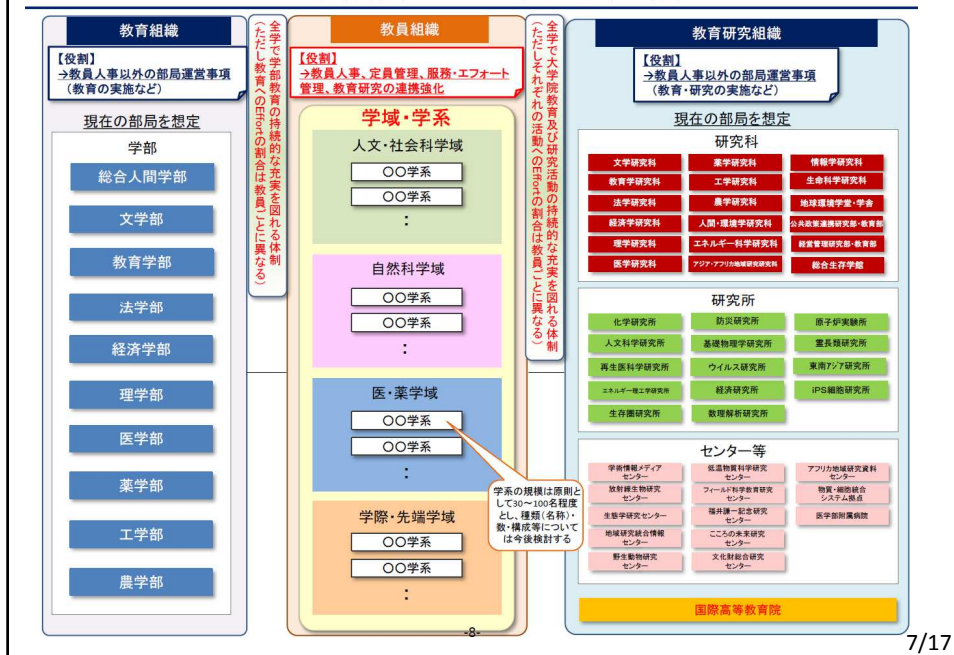 教育組織
【役割】
→教員人事以外の部局運営事項
（教育の実施など）
現在の部局を想定
学部
総合人間学部
文学部
教育学部
法学部
経済学部
理学部
医学部
薬学部
工学部
農学部
全学で学部教育の持続的な充実を図れる体制
（ただし教育へのEffortの割合は教員ごとに異なる）
教員組織
【役割】
→教員人事、定員管理、服務・エフォート
管理、教育研究の連携強化
学域・学系
人文・社会科学域
〇〇学系
〇〇学系
：
自然科学域
〇〇学系
〇〇学系
：
医・薬学域
〇〇学系
〇〇学系
：
学系の規模は原則と
して30～100名程度
とし、種類（名称）・
数・構成等について
は今後検討する
学際・先端学域
〇〇学系
〇〇学系
：
全学で大学院教育及び研究活動の持続的な充実を図れる体制
（ただしそれぞれの活動へのEffortの割合は教員ごとに異なる）
教育研究組織
【役割】
→教員人事以外の部局運営事項
（教育・研究の実施など）
現在の部局を想定
研究科
文学研究科
薬学研究科
情報学研究科
教育学研究科
工学研究科
生命科学研究科
法学研究科
農学研究科
地球環境学堂・学舎
経済学研究科
人間・環境学研究科
公共政策連携研究部・教育部
理学研究科
エネルギー科学研究科
経営管理研究部・教育部
医学研究科
アジア・アフリカ地域研究研究科
総合生存学館
研究所
化学研究所
防災研究所
原子炉実験所
人文科学研究所
基礎物理学研究所
霊長類研究所
再生医科学研究所
ウイルス研究所
東南アジア研究所
エネルギー理工学研究所
経済研究所
iPS細胞研究所
生存圏研究所
数理解析研究所
センター等
学術情報メディア
センター
低温物質科学研究
センター
アフリカ地域研究資料
センター
放射線生物研究
センター
フィールド科学教育研究
センター
物質・細胞統合
システム拠点
生態学研究センター
福井謙一記念研究
センター
医学部附属病院
地域研究統合情報
センター
こころの未来研究
センター
野生動物研究
センター
文化財総合研究
センター
国際高等教育院
-8-
7/17